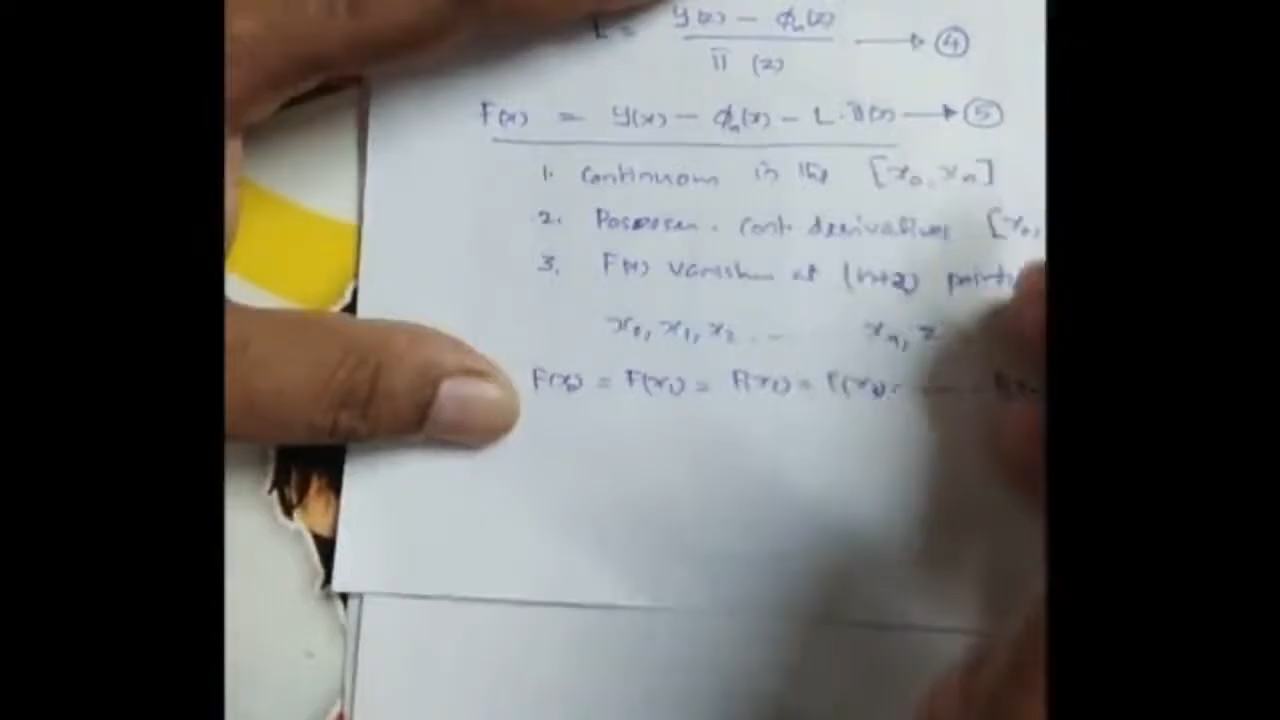 L = y(z) − φn(z) / Π (z) → ④
F(x) = y(x) − φn(x) − L·Π(x) → ⑤
1. Continuous in the [x0, xn]
2. Possesses. cont. derivatives [x0,
3. F(x) vanishes at (n+2) points
x0, x1, x2 ... xn, z
F(x0) = F(x1) = F(x2) = F(x3)